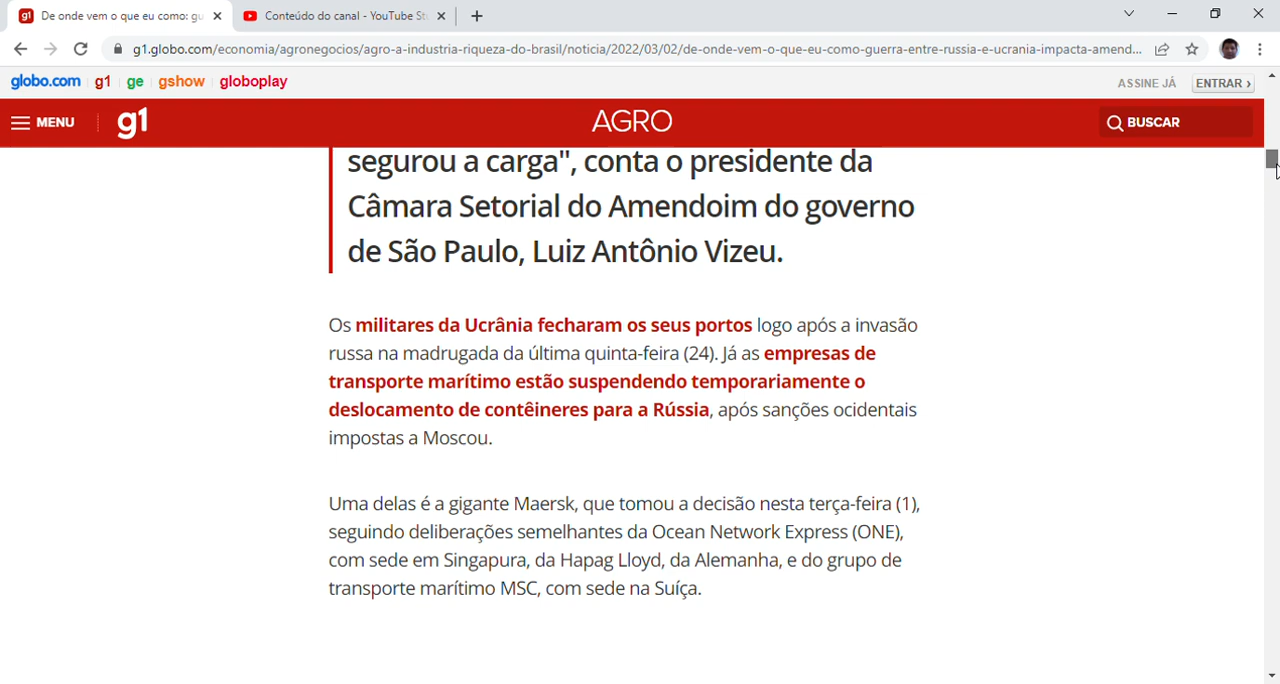 De onde vem o que eu como: gu
Conteúdo do canal - YouTube St
g1.globo.com/economia/agronegocios/agro-a-industria-riqueza-do-brasil/noticia/2022/03/02/de-onde-vem-o-que-eu-como-guerra-entre-russia-e-ucrania-impacta-amend...
globo.com g1 ge gshow globoplay ASSINE JÁ ENTRAR ›
MENU g1 AGRO BUSCAR
segurou a carga", conta o presidente da
Câmara Setorial do Amendoim do governo
de São Paulo, Luiz Antônio Vizeu.
Os militares da Ucrânia fecharam os seus portos logo após a invasão
russa na madrugada da última quinta-feira (24). Já as empresas de
transporte marítimo estão suspendendo temporariamente o
deslocamento de contêineres para a Rússia, após sanções ocidentais
impostas a Moscou.
Uma delas é a gigante Maersk, que tomou a decisão nesta terça-feira (1),
seguindo deliberações semelhantes da Ocean Network Express (ONE),
com sede em Singapura, da Hapag Lloyd, da Alemanha, e do grupo de
transporte marítimo MSC, com sede na Suíça.